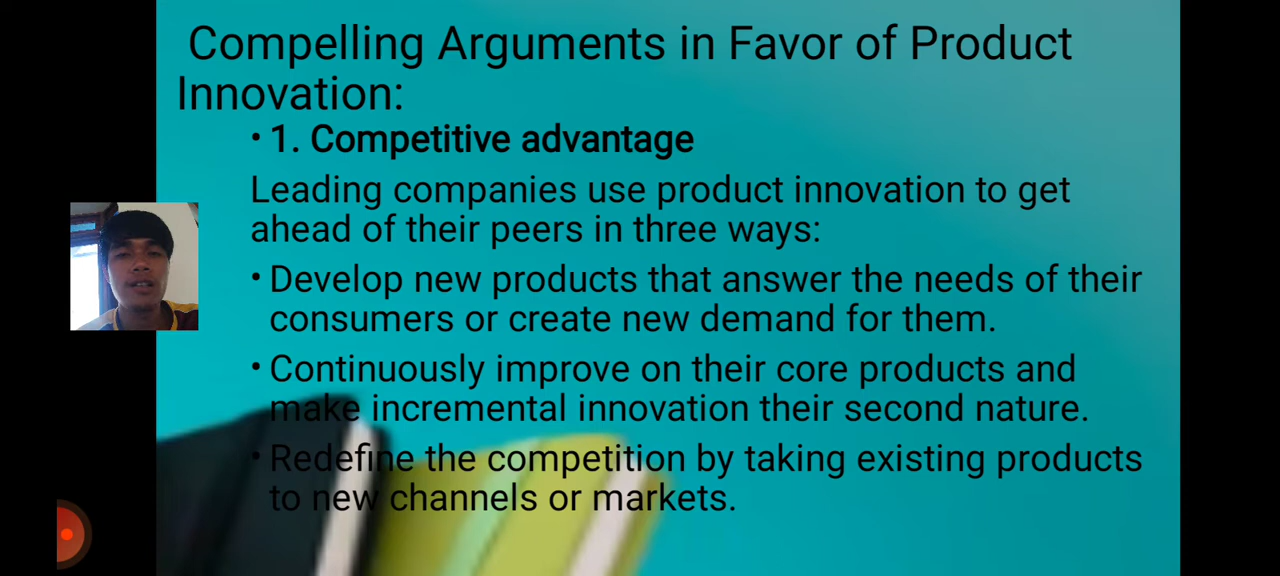 Compelling Arguments in Favor of Product
Innovation:
• 1. Competitive advantage
Leading companies use product innovation to get
ahead of their peers in three ways:
• Develop new products that answer the needs of their
consumers or create new demand for them.
• Continuously improve on their core products and
make incremental innovation their second nature.
• Redefine the competition by taking existing products
to new channels or markets.